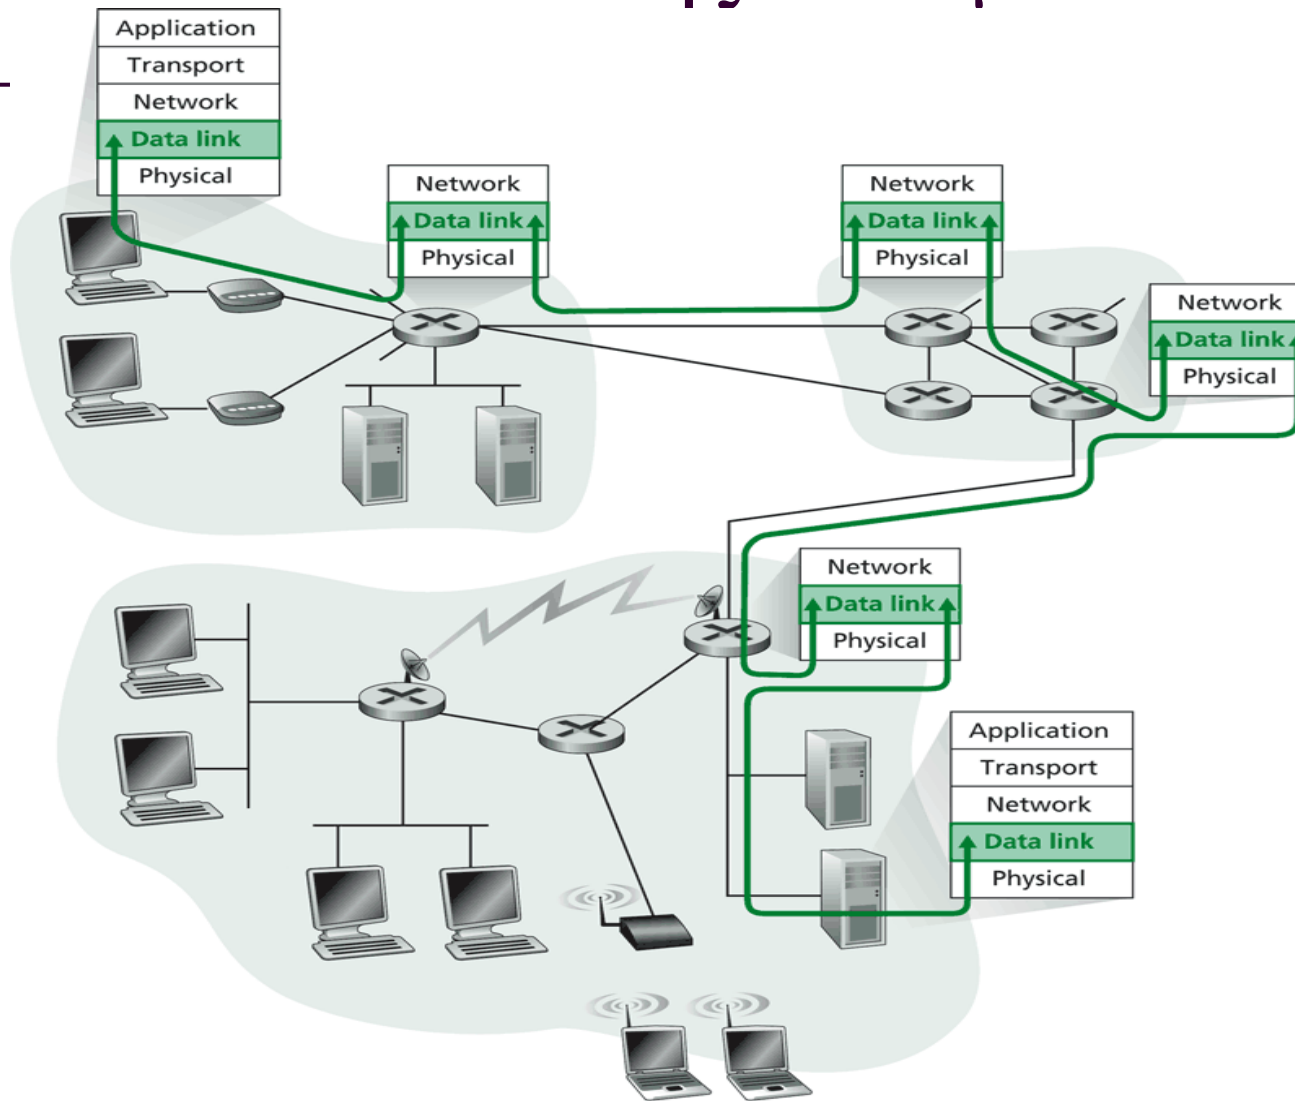 Application
Transport
Network
Data link
Physical
Network
Data link
Physical
Network
Data link
Physical
Network
Data link
Physical
Network
Data link
Physical
Application
Transport
Network
Data link
Physical